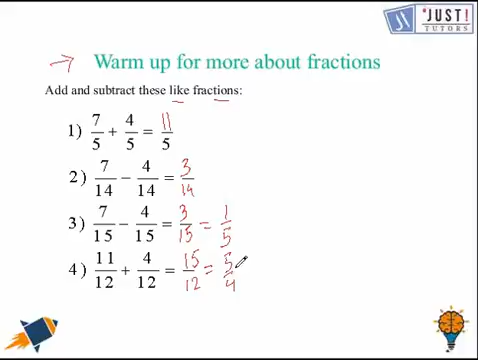 JUST!
TUTORS
→ Warm up for more about fractions
Add and subtract these like fractions:
1) 7/5 + 4/5 = 11/5
2) 7/14 − 4/14 = 3/14
3) 7/15 − 4/15 = 3/15 = 1/5
4) 11/12 + 4/12 = 15/12 = 5/4